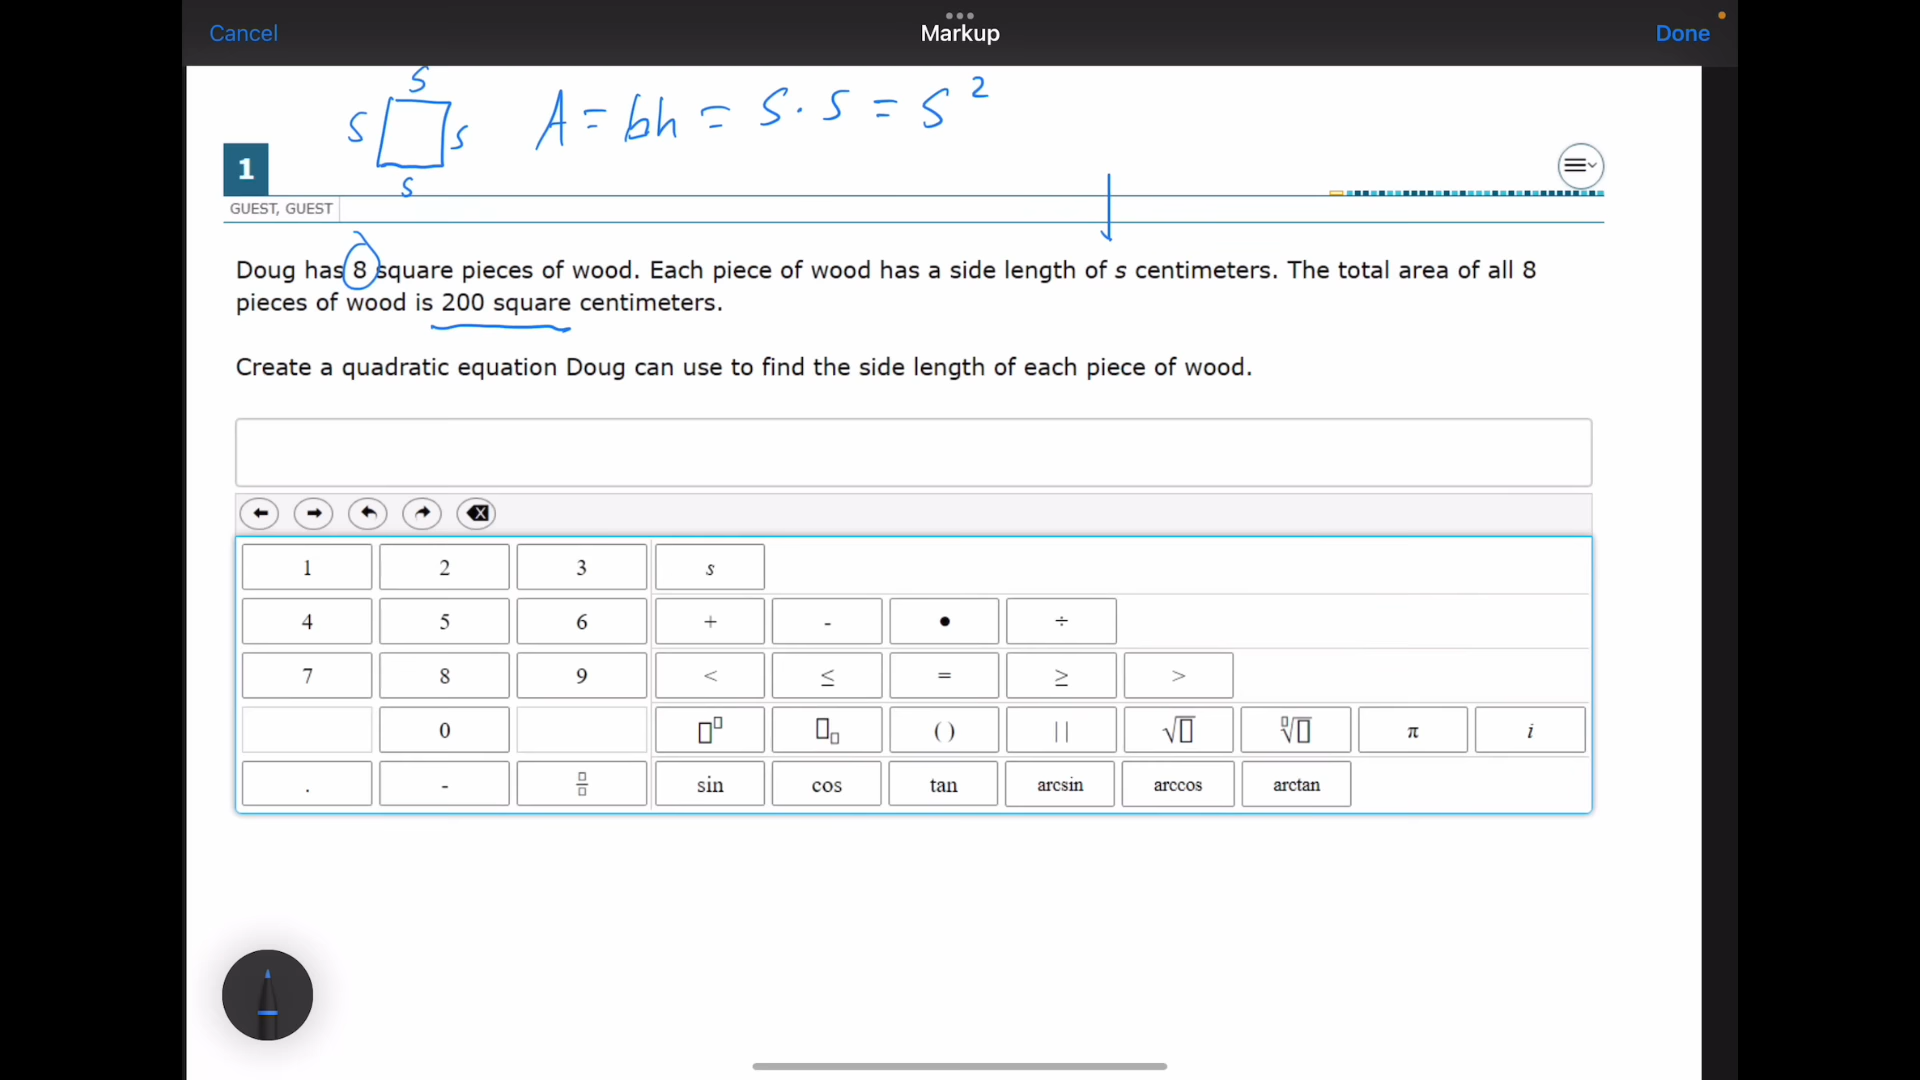 Cancel
Markup
Done
s
s s
s
A = bh = s · s = s²
1
GUEST, GUEST
Doug has 8 square pieces of wood. Each piece of wood has a side length of s centimeters. The total area of all 8
pieces of wood is 200 square centimeters.
Create a quadratic equation Doug can use to find the side length of each piece of wood.
1 2 3 s
4 5 6 + - • ÷
7 8 9 < ≤ = ≥ >
0 □^□ □_□ ( ) | | √□ □√□ π i
. - □/□ sin cos tan arcsin arccos arctan